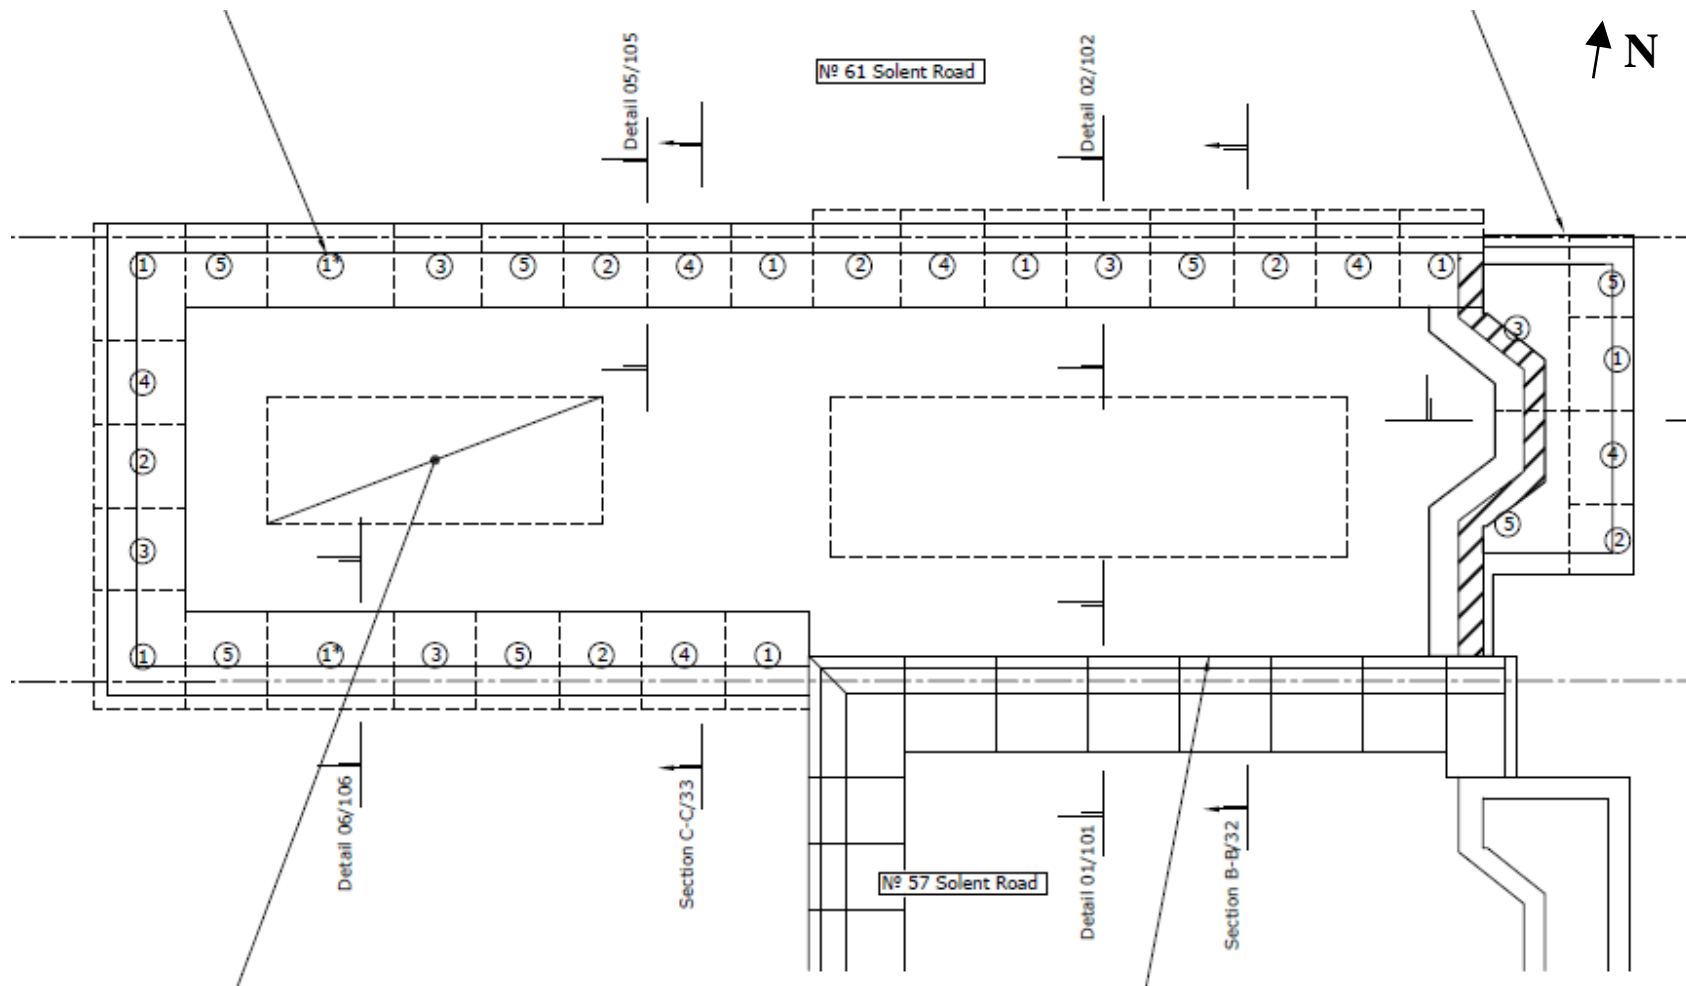 Detail 05/105
Nº 61 Solent Road
Detail 02/102
N
1 5 1* 3 5 2 4 1 2 4 1 3 5 2 4 1
5
3
1
4
4
2
2
5
3
2
1 5 1* 3 5 2 4 1
Detail 06/106
Section C-C/33
Nº 57 Solent Road
Detail 01/101
Section B-B/32